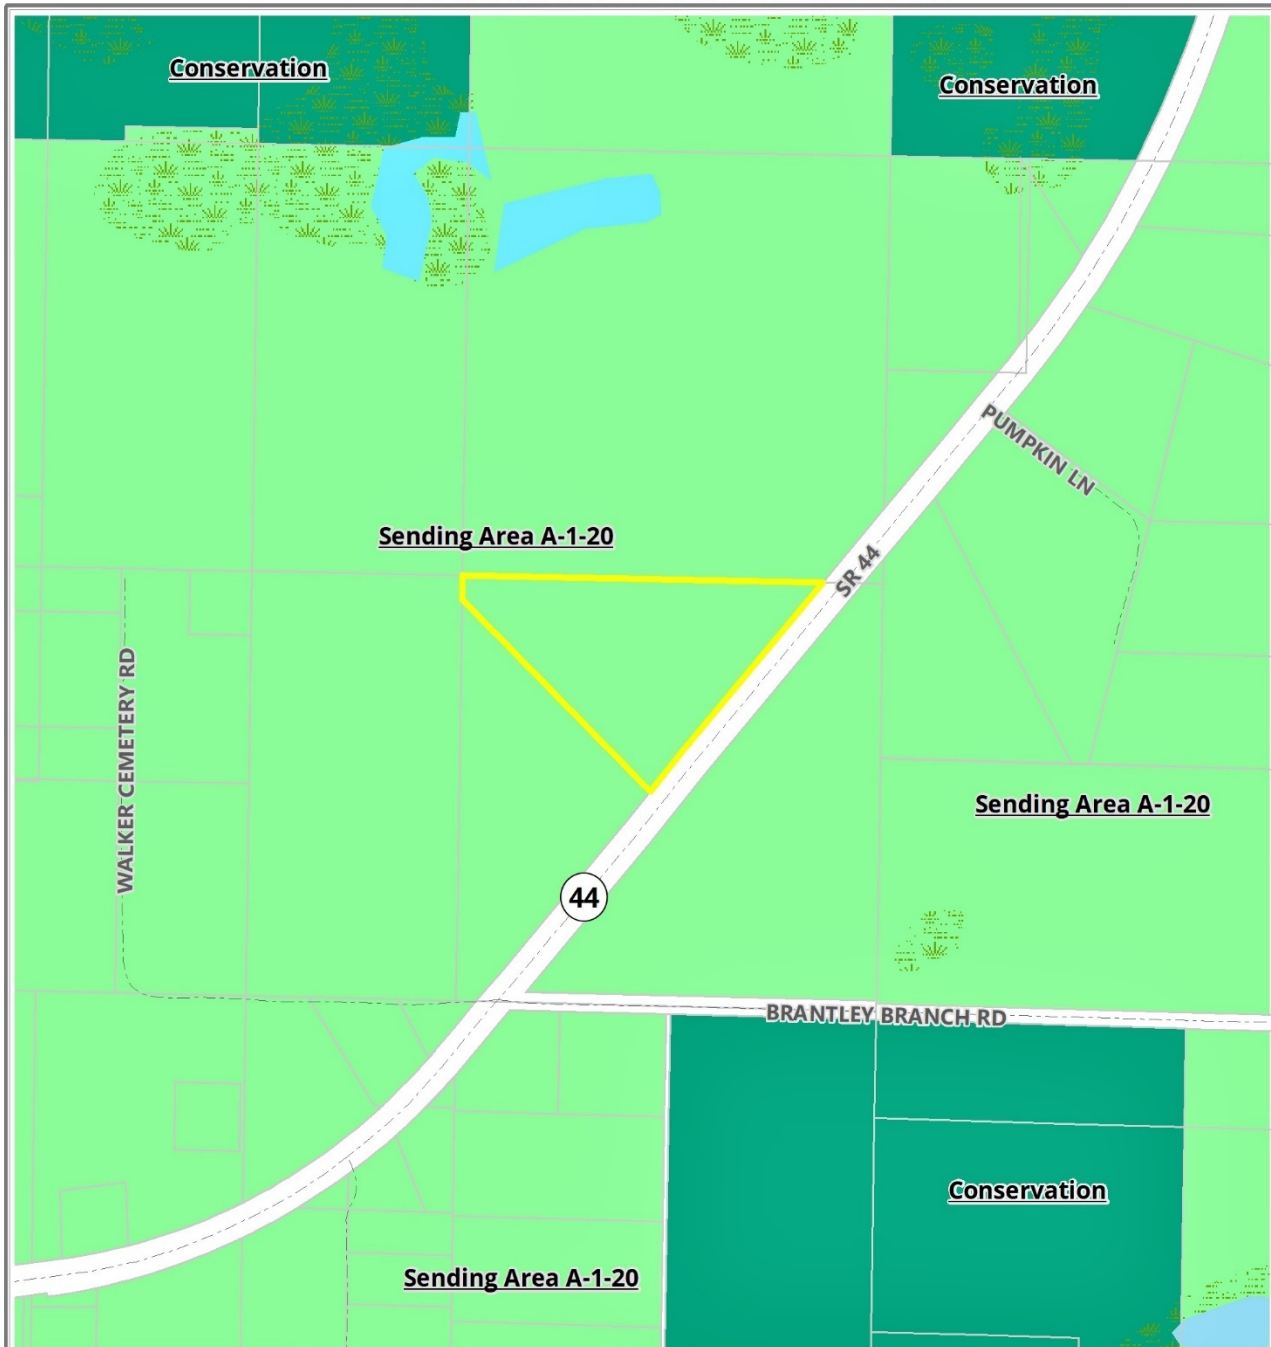 Conservation
Conservation
PUMPKIN LN
Sending Area A-1-20
SR 44
WALKER CEMETERY RD
Sending Area A-1-20
44
BRANTLEY BRANCH RD
Conservation
Sending Area A-1-20